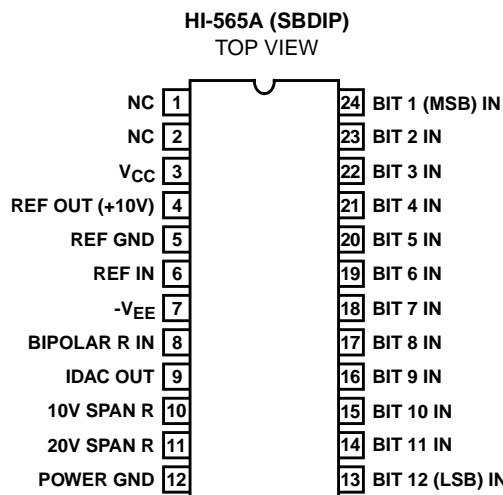 HI-565A (SBDIP)
TOP VIEW
NC 1 24 BIT 1 (MSB) IN
NC 2 23 BIT 2 IN
VCC 3 22 BIT 3 IN
REF OUT (+10V) 4 21 BIT 4 IN
REF GND 5 20 BIT 5 IN
REF IN 6 19 BIT 6 IN
-VEE 7 18 BIT 7 IN
BIPOLAR R IN 8 17 BIT 8 IN
IDAC OUT 9 16 BIT 9 IN
10V SPAN R 10 15 BIT 10 IN
20V SPAN R 11 14 BIT 11 IN
POWER GND 12 13 BIT 12 (LSB) IN